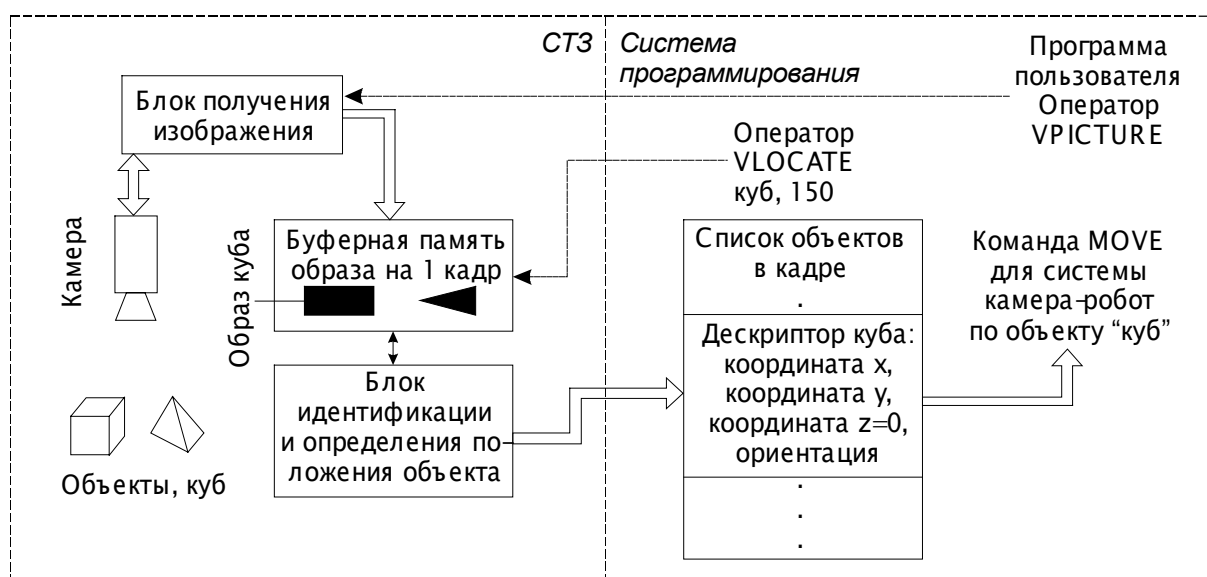 СТЗ
Система
программирования
Программа
пользователя
Оператор
VPICTURE
Блок получения
изображения
Оператор
VLOCATE
куб, 150
Камера
Образ куба
Буферная память
образа на 1 кадр
Список объектов
в кадре
.
Команда MOVE
для системы
камера-робот
по объекту “куб”
Дескриптор куба:
координата x,
координата y,
координата z=0,
ориентация
.
.
.
Блок
идентификации
и определения по-
ложения объекта
Объекты, куб